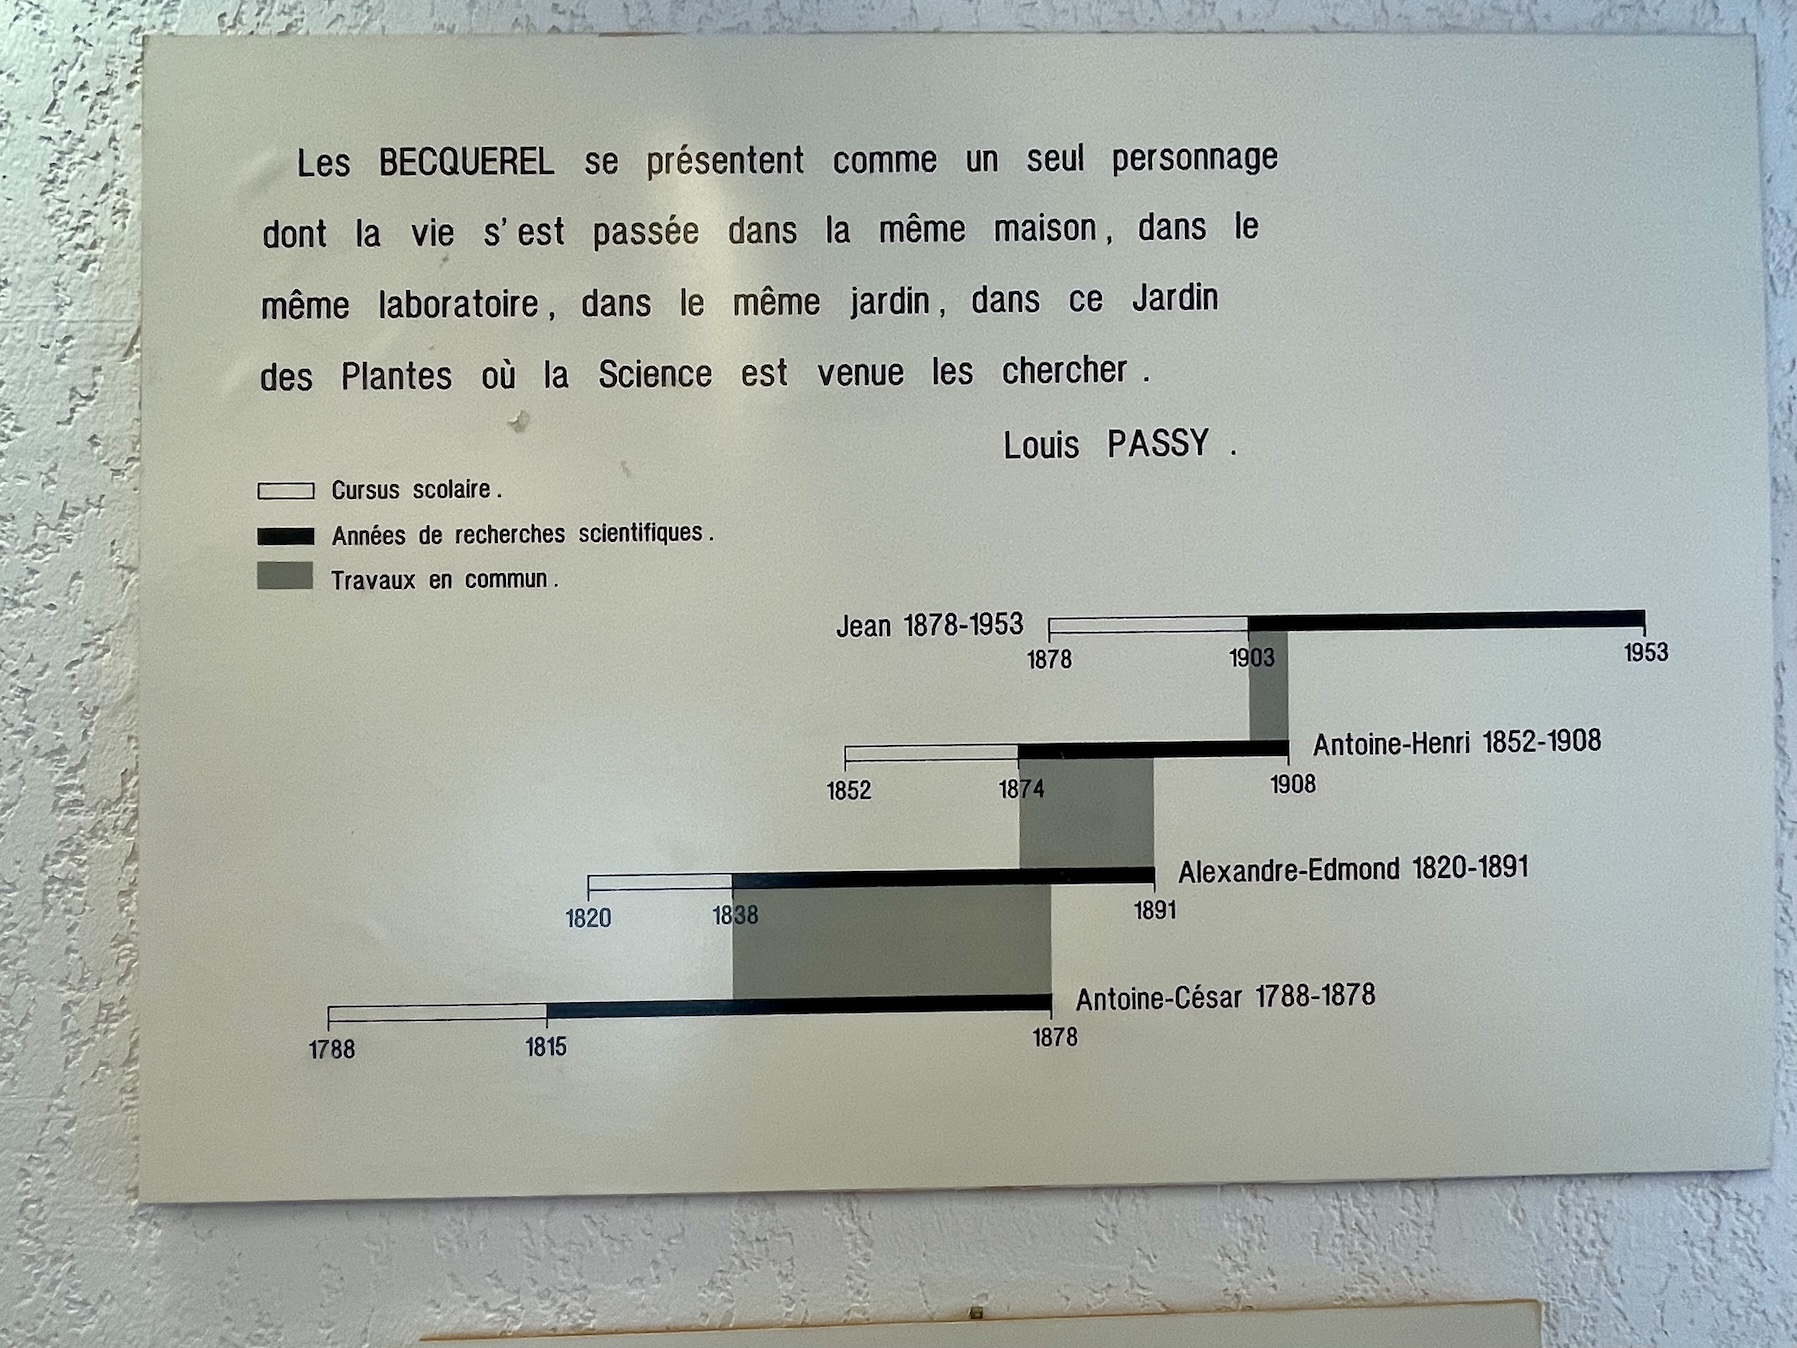 Les BECQUEREL se présentent comme un seul personnage
dont la vie s'est passée dans la même maison, dans le
même laboratoire, dans le même jardin, dans ce Jardin
des Plantes où la Science est venue les chercher.
Louis PASSY.
Cursus scolaire.
Années de recherches scientifiques.
Travaux en commun.
Jean 1878-1953
1878 1903 1953
Antoine-Henri 1852-1908
1852 1874 1908
Alexandre-Edmond 1820-1891
1820 1838 1891
Antoine-César 1788-1878
1788 1815 1878